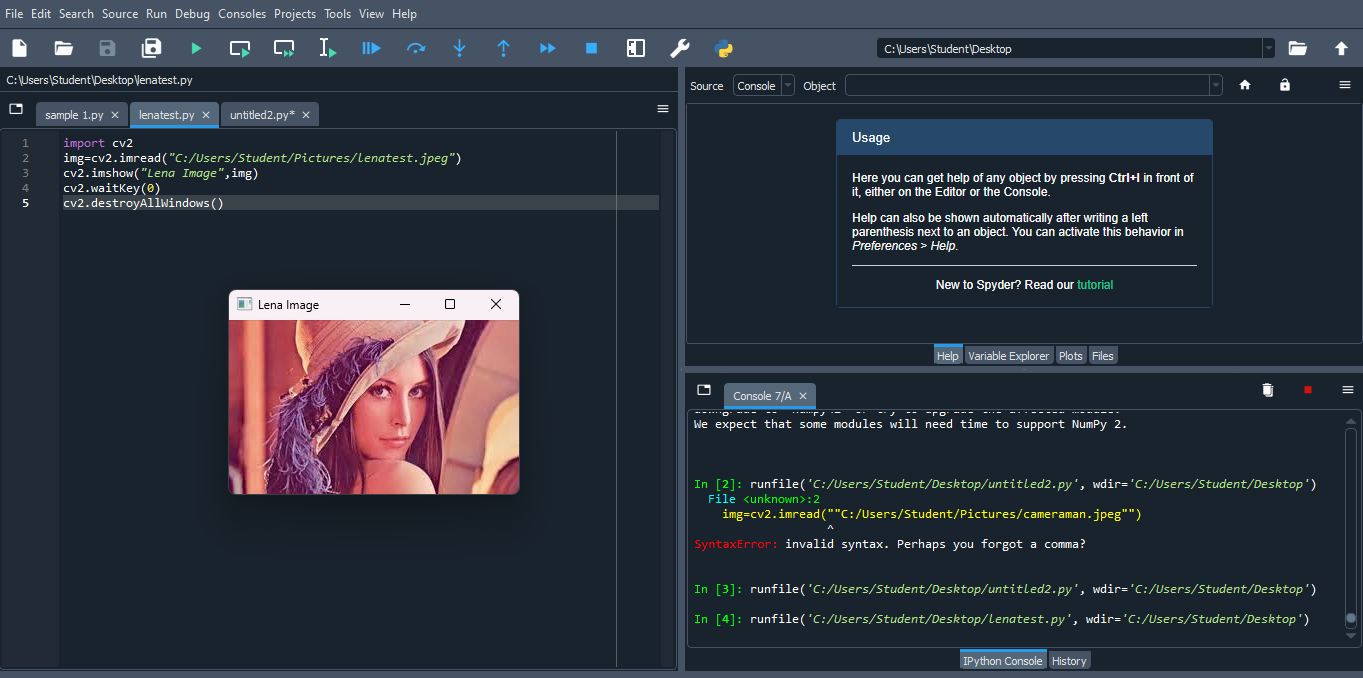 File Edit Search Source Run Debug Consoles Projects Tools View Help
C:\Users\Student\Desktop
C:\Users\Student\Desktop\lenatest.py
sample 1.py
lenatest.py
untitled2.py*
1 import cv2
2 img=cv2.imread("C:/Users/Student/Pictures/lenatest.jpeg")
3 cv2.imshow("Lena Image",img)
4 cv2.waitKey(0)
5 cv2.destroyAllWindows()
Lena Image
Source Console Object
Usage
Here you can get help of any object by pressing Ctrl+I in front of
it, either on the Editor or the Console.
Help can also be shown automatically after writing a left
parenthesis next to an object. You can activate this behavior in
Preferences > Help.
New to Spyder? Read our tutorial
Help Variable Explorer Plots Files
Console 7/A
We expect that some modules will need time to support NumPy 2.
In [2]: runfile('C:/Users/Student/Desktop/untitled2.py', wdir='C:/Users/Student/Desktop')
File <unknown>:2
img=cv2.imread(""C:/Users/Student/Pictures/cameraman.jpeg"")
^
SyntaxError: invalid syntax. Perhaps you forgot a comma?
In [3]: runfile('C:/Users/Student/Desktop/untitled2.py', wdir='C:/Users/Student/Desktop')
In [4]: runfile('C:/Users/Student/Desktop/lenatest.py', wdir='C:/Users/Student/Desktop')
IPython Console History